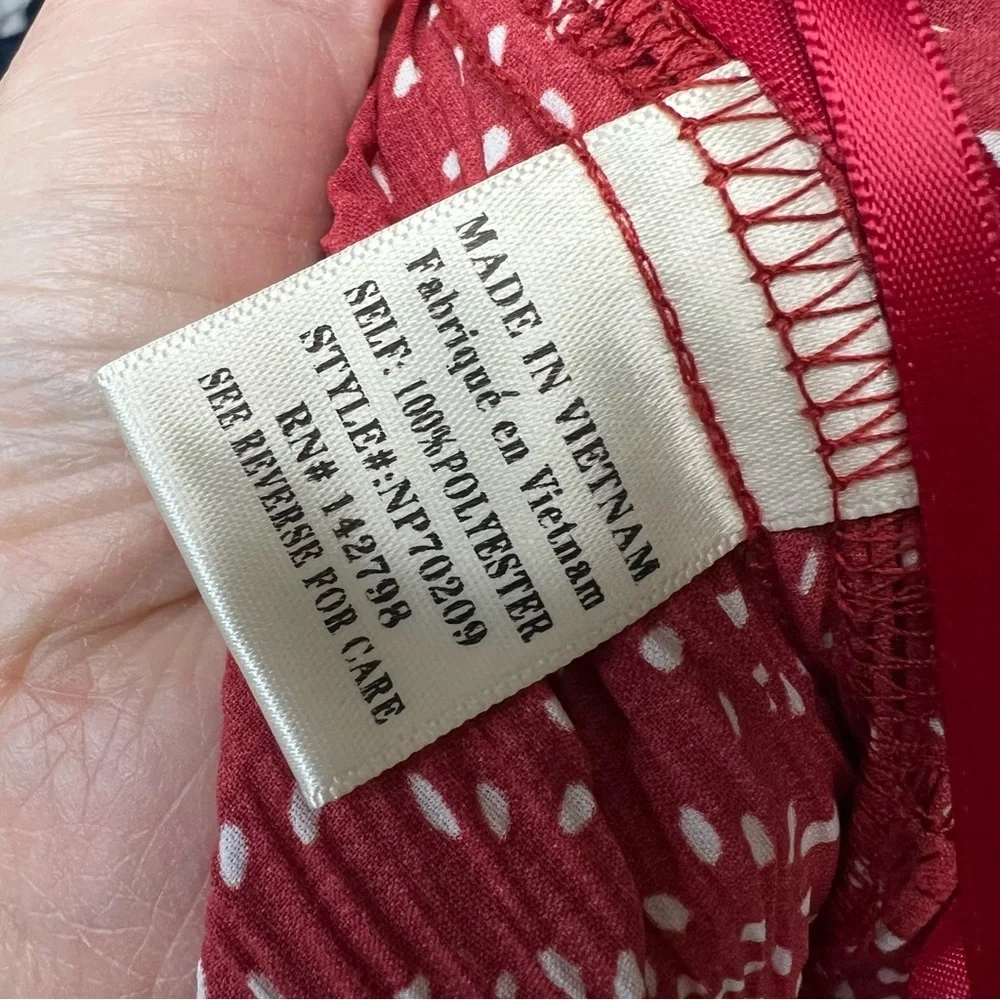 MADE IN VIETNAM
Fabriqué en Vietnam
SELF: 100%POLYESTER
STYLE#:NP70209
RN# 142798
SEE REVERSE FOR CARE